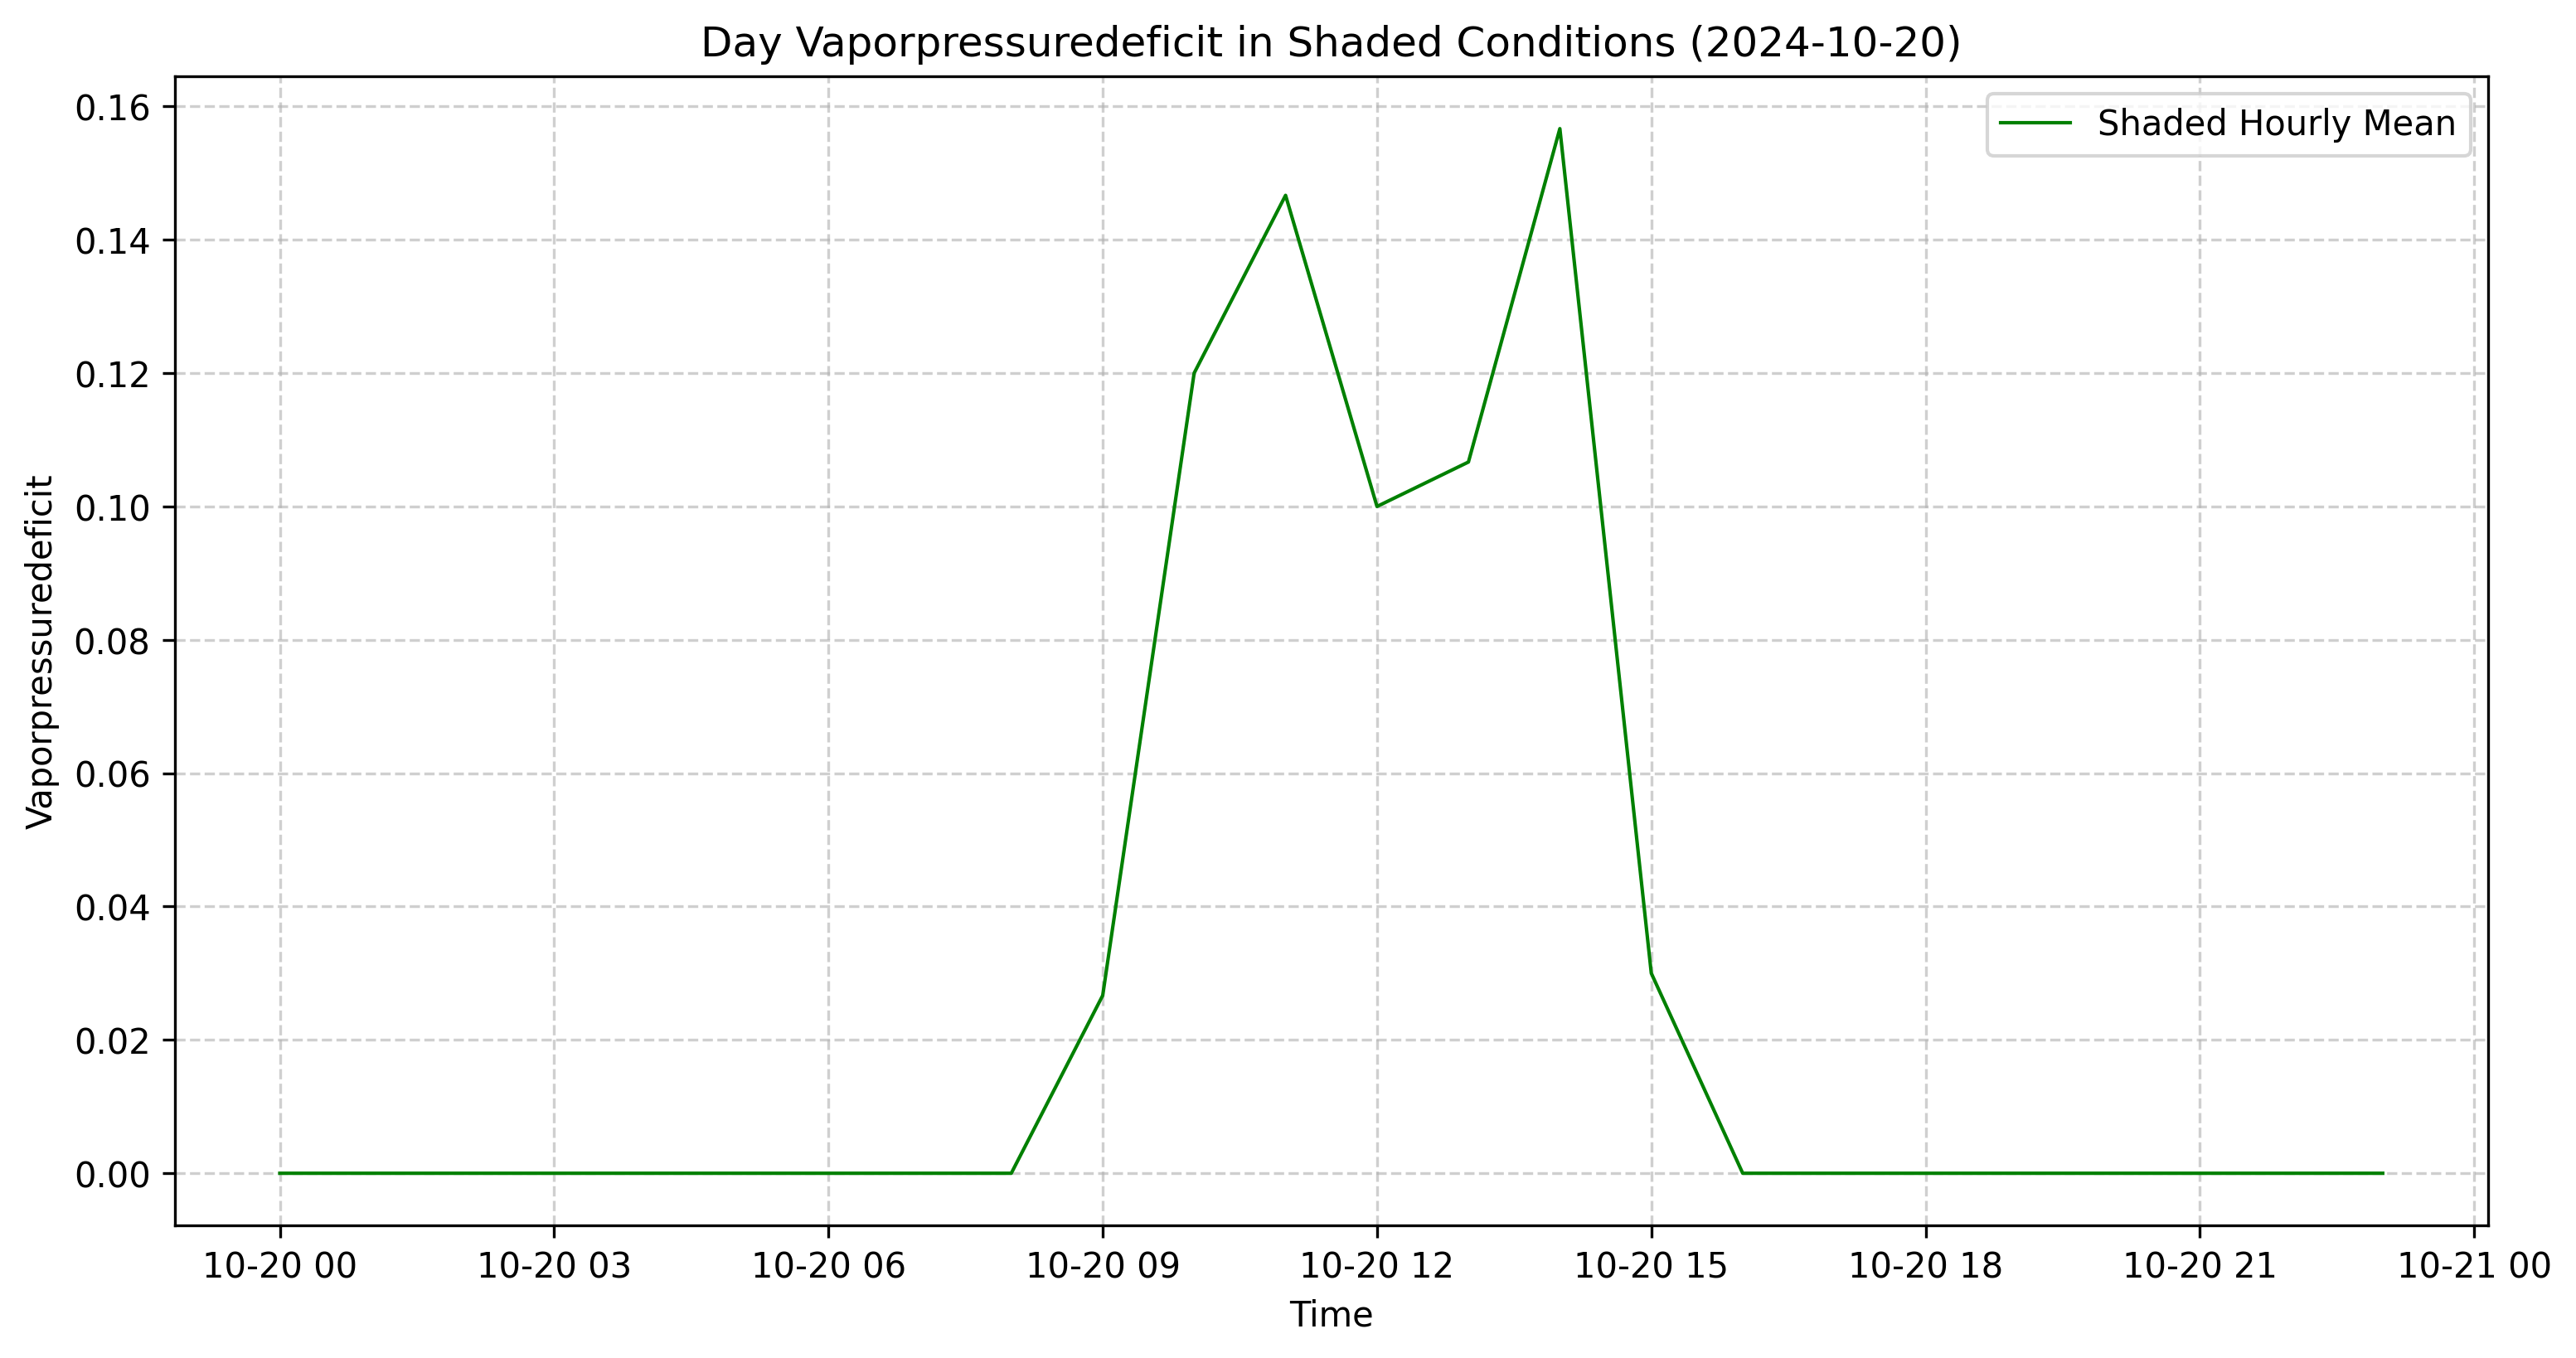 Day Vaporpressuredeficit in Shaded Conditions (2024-10-20)
Shaded Hourly Mean
Vaporpressuredeficit
0.16
0.14
0.12
0.10
0.08
0.06
0.04
0.02
0.00
10-20 00 10-20 03 10-20 06 10-20 09 10-20 12 10-20 15 10-20 18 10-20 21 10-21 00
Time